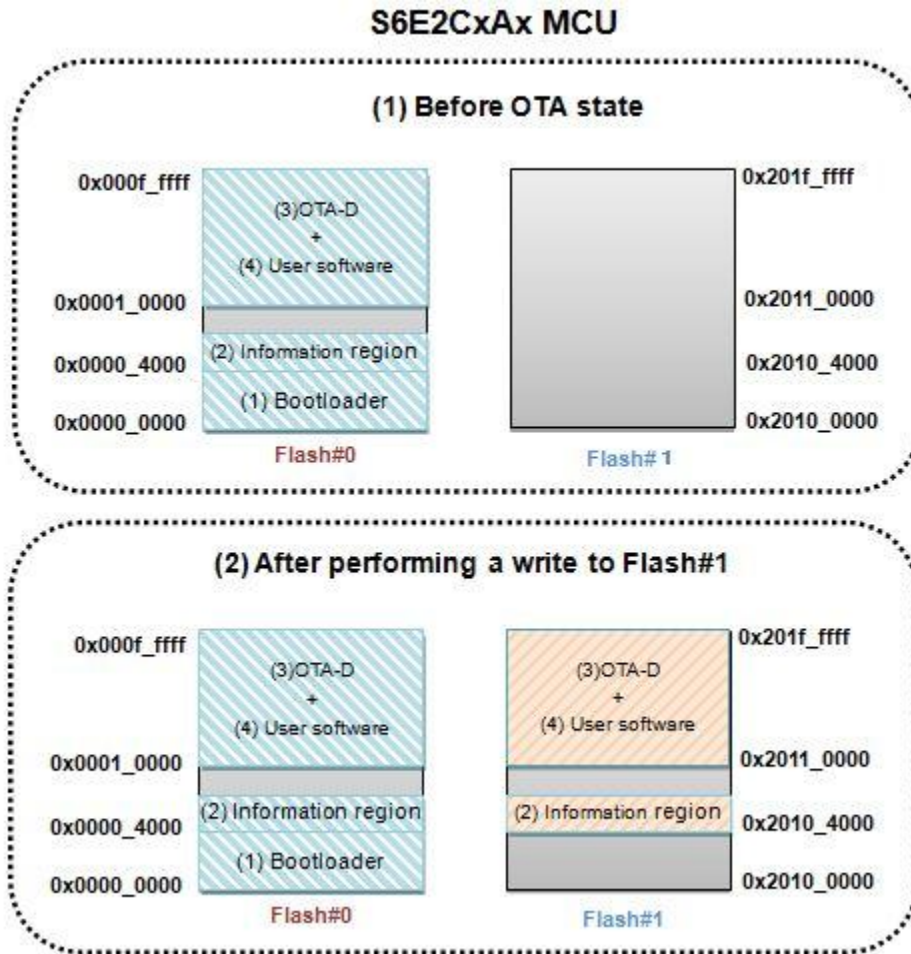 S6E2CxAx MCU
(1) Before OTA state
0x000f_ffff
(3)OTA-D
+
(4) User software
0x0001_0000
(2) Information region
0x0000_4000
(1) Bootloader
0x0000_0000
Flash#0
0x201f_ffff
0x2011_0000
0x2010_4000
0x2010_0000
Flash# 1
(2) After performing a write to Flash#1
0x000f_ffff
(3)OTA-D
+
(4) User software
0x0001_0000
(2) Information region
0x0000_4000
(1) Bootloader
0x0000_0000
Flash#0
0x201f_ffff
(3)OTA-D
+
(4) User software
0x2011_0000
(2) Information region
0x2010_4000
0x2010_0000
Flash#1